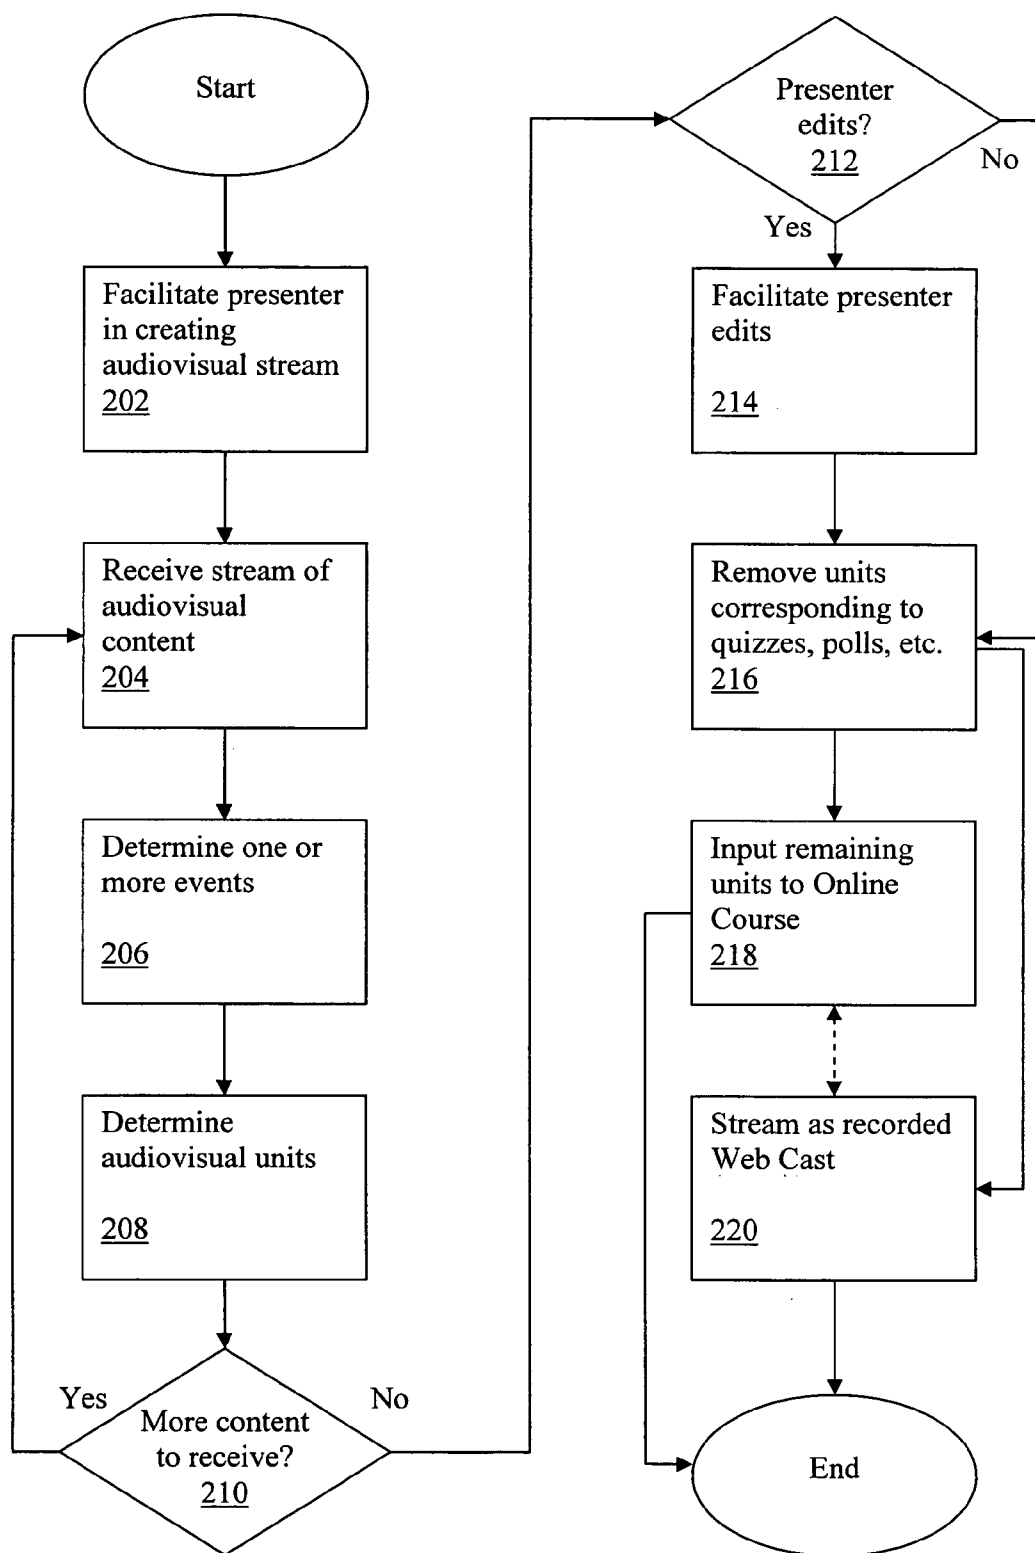 Start
Facilitate presenter
in creating
audiovisual stream
202
Receive stream of
audiovisual
content
204
Determine one or
more events
206
Determine
audiovisual units
208
Yes
No
More content
to receive?
210
Presenter
edits?
212
No
Yes
Facilitate presenter
edits
214
Remove units
corresponding to
quizzes, polls, etc.
216
Input remaining
units to Online
Course
218
Stream as recorded
Web Cast
220
End